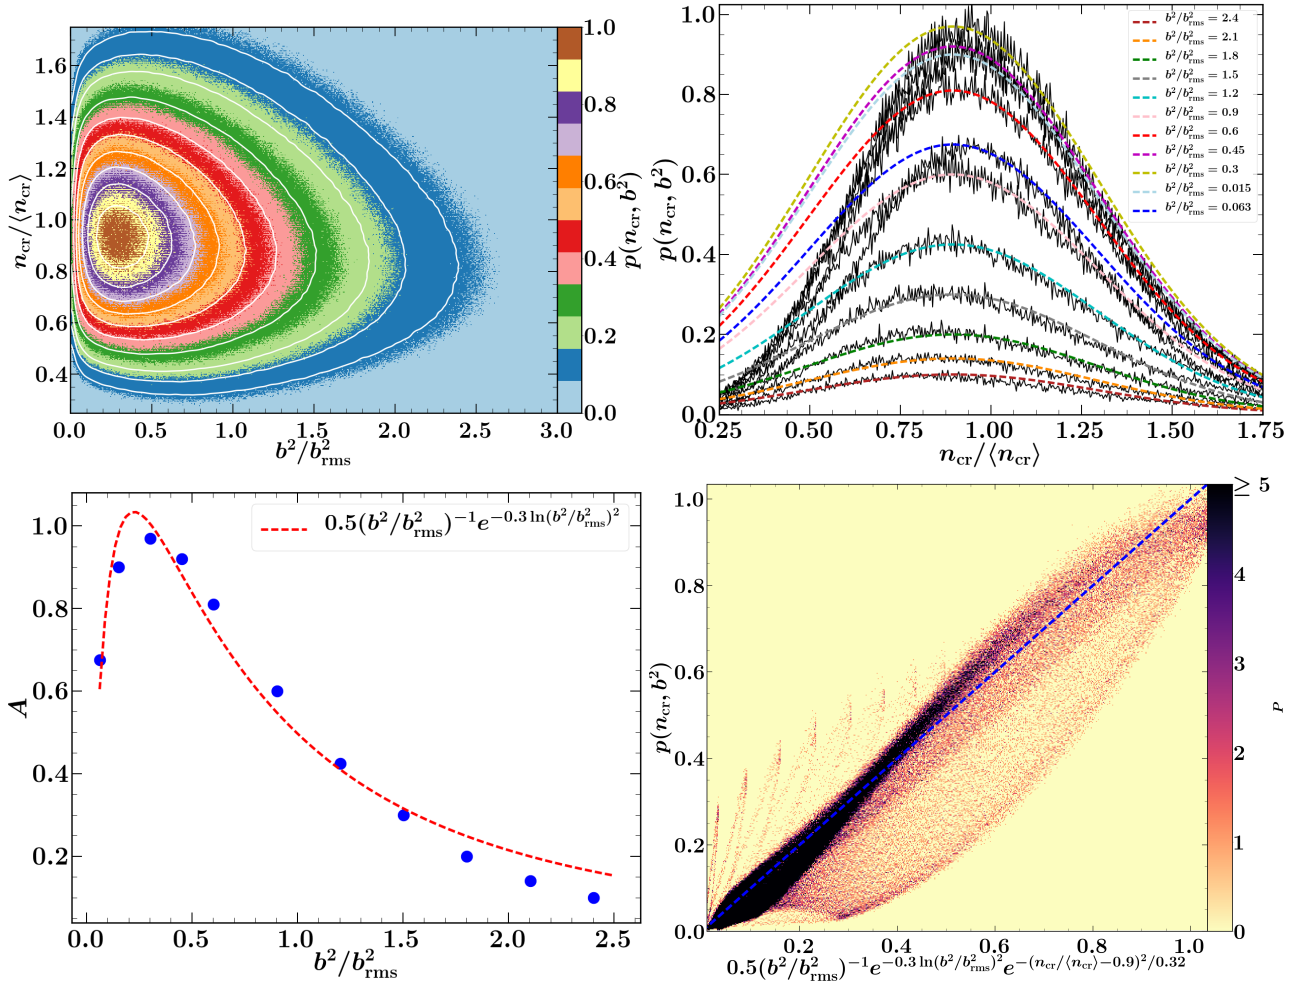 1.6
1.4
1.2
1.0
0.8
0.6
0.4
n_cr/⟨n_cr⟩
0.0 0.5 1.0 1.5 2.0 2.5 3.0
b²/b²_rms
1.0
0.8
0.6
0.4
0.2
0.0
p(n_cr, b²)
1.0
0.8
0.6
0.4
0.2
0.0
p(n_cr, b²)
0.25 0.50 0.75 1.00 1.25 1.50 1.75
n_cr/⟨n_cr⟩
b²/b²_rms = 2.4
b²/b²_rms = 2.1
b²/b²_rms = 1.8
b²/b²_rms = 1.5
b²/b²_rms = 1.2
b²/b²_rms = 0.9
b²/b²_rms = 0.6
b²/b²_rms = 0.45
b²/b²_rms = 0.3
b²/b²_rms = 0.015
b²/b²_rms = 0.063
1.0
0.8
0.6
0.4
0.2
A
0.0 0.5 1.0 1.5 2.0 2.5
b²/b²_rms
0.5(b²/b²_rms)⁻¹e^{−0.3 ln(b²/b²_rms)²}
1.0
0.8
0.6
0.4
0.2
0.0
p(n_cr, b²)
0.2 0.4 0.6 0.8 1.0
0.5(b²/b²_rms)⁻¹e^{−0.3 ln(b²/b²_rms)²}e^{−(n_cr/⟨n_cr⟩−0.9)²/0.32}
≥ 5
4
3
2
1
0
P